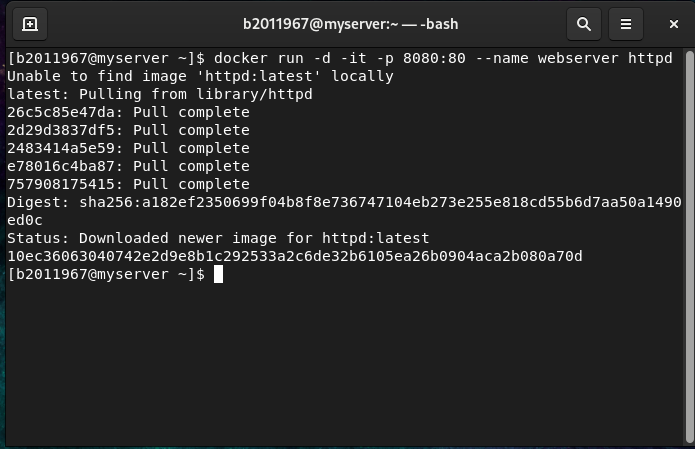 b2011967@myserver:~ — -bash
[b2011967@myserver ~]$ docker run -d -it -p 8080:80 --name webserver httpd
Unable to find image 'httpd:latest' locally
latest: Pulling from library/httpd
26c5c85e47da: Pull complete
2d29d3837df5: Pull complete
2483414a5e59: Pull complete
e78016c4ba87: Pull complete
757908175415: Pull complete
Digest: sha256:a182ef2350699f04b8f8e736747104eb273e255e818cd55b6d7aa50a1490
ed0c
Status: Downloaded newer image for httpd:latest
10ec36063040742e2d9e8b1c292533a2c6de32b6105ea26b0904aca2b080a70d
[b2011967@myserver ~]$